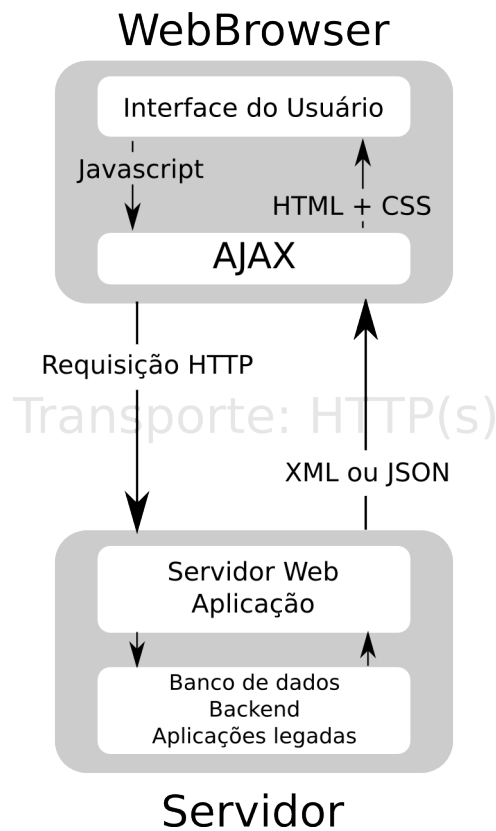 WebBrowser
Interface do Usuário
Javascript
HTML + CSS
AJAX
Requisição HTTP
Transporte: HTTP(s)
XML ou JSON
Servidor Web
Aplicação
Banco de dados
Backend
Aplicações legadas
Servidor